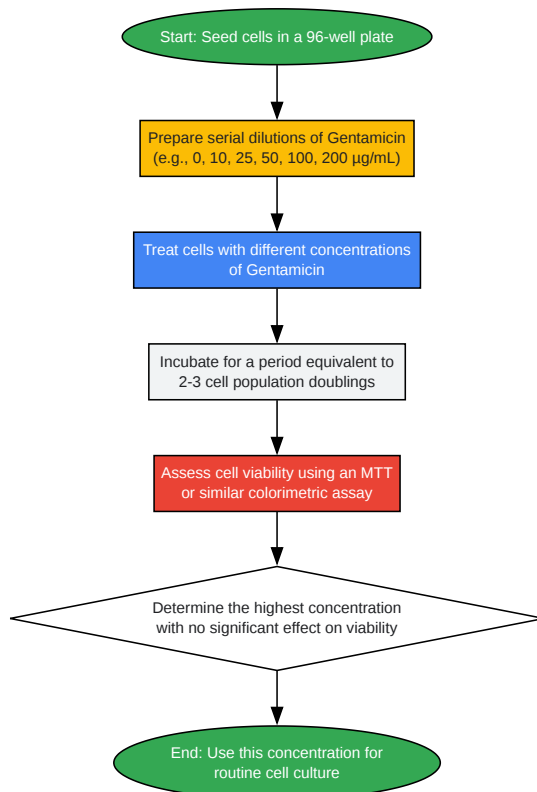 Start: Seed cells in a 96-well plate
Prepare serial dilutions of Gentamicin
(e.g., 0, 10, 25, 50, 100, 200 µg/mL)
Treat cells with different concentrations
of Gentamicin
Incubate for a period equivalent to
2-3 cell population doublings
Assess cell viability using an MTT
or similar colorimetric assay
Determine the highest concentration
with no significant effect on viability
End: Use this concentration for
routine cell culture